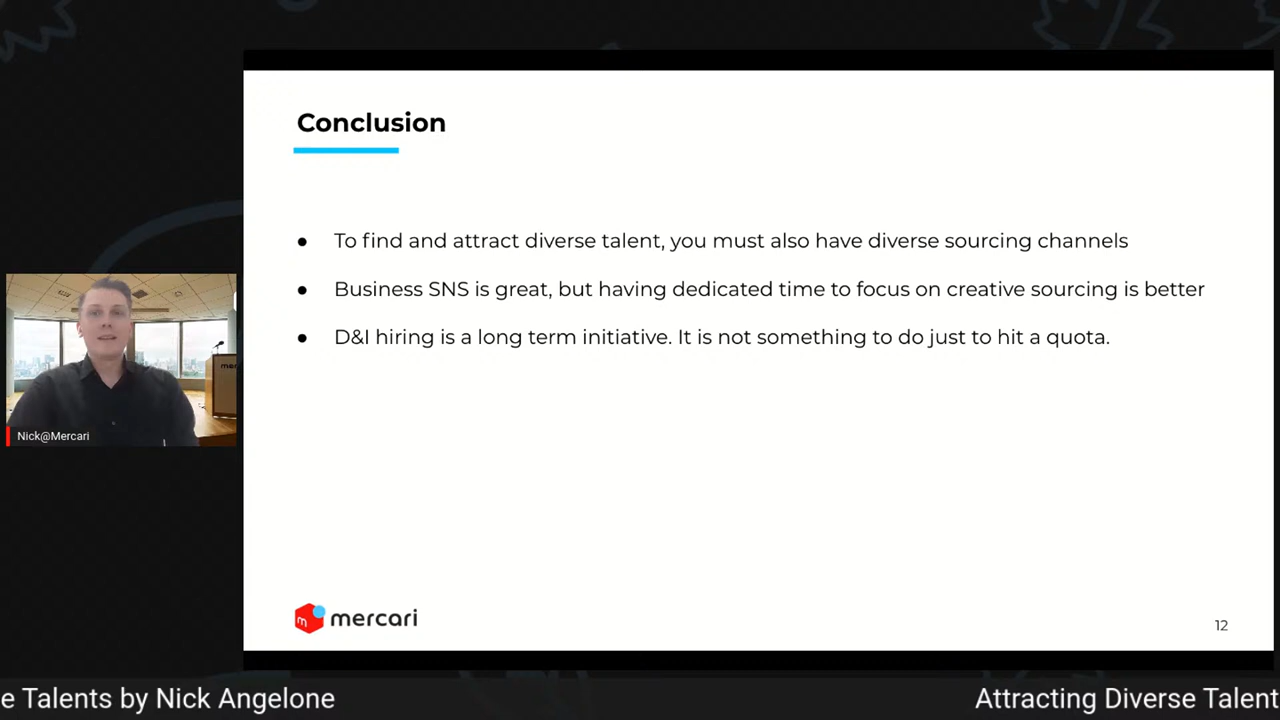 Conclusion
● To find and attract diverse talent, you must also have diverse sourcing channels
● Business SNS is great, but having dedicated time to focus on creative sourcing is better
● D&I hiring is a long term initiative. It is not something to do just to hit a quota.
mer
Nick@Mercari
m mercari
12
e Talents by Nick Angelone
Attracting Diverse Talent